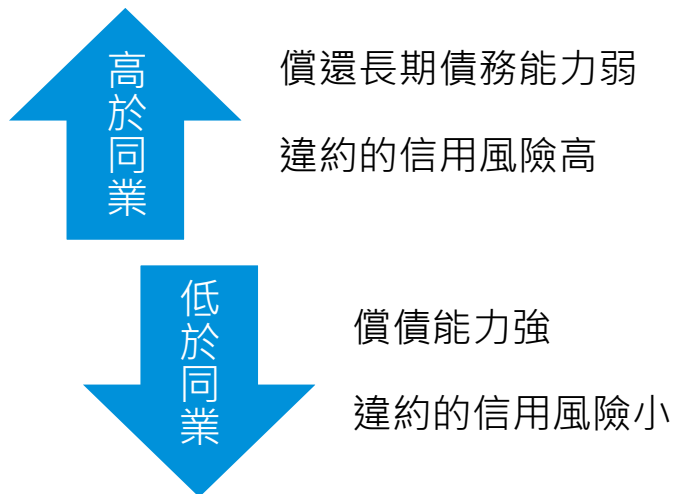 高於同業
償還長期債務能力弱
違約的信用風險高
低於同業
償債能力強
違約的信用風險小